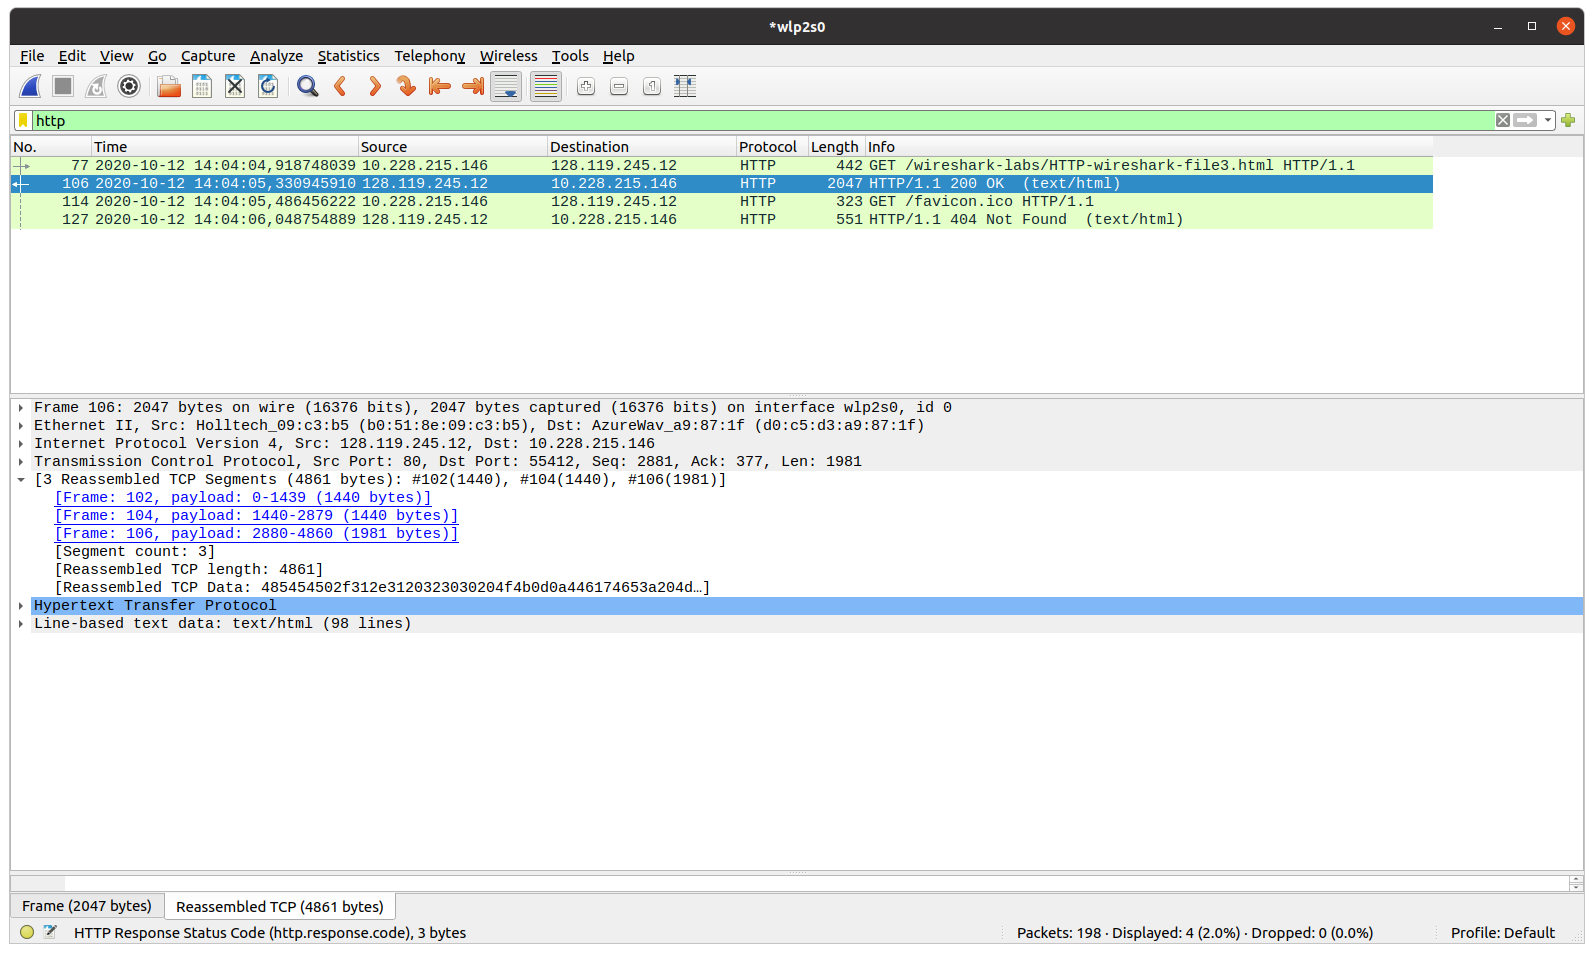 *wlp2s0
File Edit View Go Capture Analyze Statistics Telephony Wireless Tools Help
http
No. Time Source Destination Protocol Length Info
77 2020-10-12 14:04:04,918748039 10.228.215.146 128.119.245.12 HTTP 442 GET /wireshark-labs/HTTP-wireshark-file3.html HTTP/1.1
106 2020-10-12 14:04:05,330945910 128.119.245.12 10.228.215.146 HTTP 2047 HTTP/1.1 200 OK (text/html)
114 2020-10-12 14:04:05,486456222 10.228.215.146 128.119.245.12 HTTP 323 GET /favicon.ico HTTP/1.1
127 2020-10-12 14:04:06,048754889 128.119.245.12 10.228.215.146 HTTP 551 HTTP/1.1 404 Not Found (text/html)
Frame 106: 2047 bytes on wire (16376 bits), 2047 bytes captured (16376 bits) on interface wlp2s0, id 0
Ethernet II, Src: Holltech_09:c3:b5 (b0:51:8e:09:c3:b5), Dst: AzureWav_a9:87:1f (d0:c5:d3:a9:87:1f)
Internet Protocol Version 4, Src: 128.119.245.12, Dst: 10.228.215.146
Transmission Control Protocol, Src Port: 80, Dst Port: 55412, Seq: 2881, Ack: 377, Len: 1981
[3 Reassembled TCP Segments (4861 bytes): #102(1440), #104(1440), #106(1981)]
[Frame: 102, payload: 0-1439 (1440 bytes)]
[Frame: 104, payload: 1440-2879 (1440 bytes)]
[Frame: 106, payload: 2880-4860 (1981 bytes)]
[Segment count: 3]
[Reassembled TCP length: 4861]
[Reassembled TCP Data: 485454502f312e3120323030204f4b0d0a446174653a204d…]
Hypertext Transfer Protocol
Line-based text data: text/html (98 lines)
Frame (2047 bytes) Reassembled TCP (4861 bytes)
HTTP Response Status Code (http.response.code), 3 bytes Packets: 198 · Displayed: 4 (2.0%) · Dropped: 0 (0.0%) Profile: Default